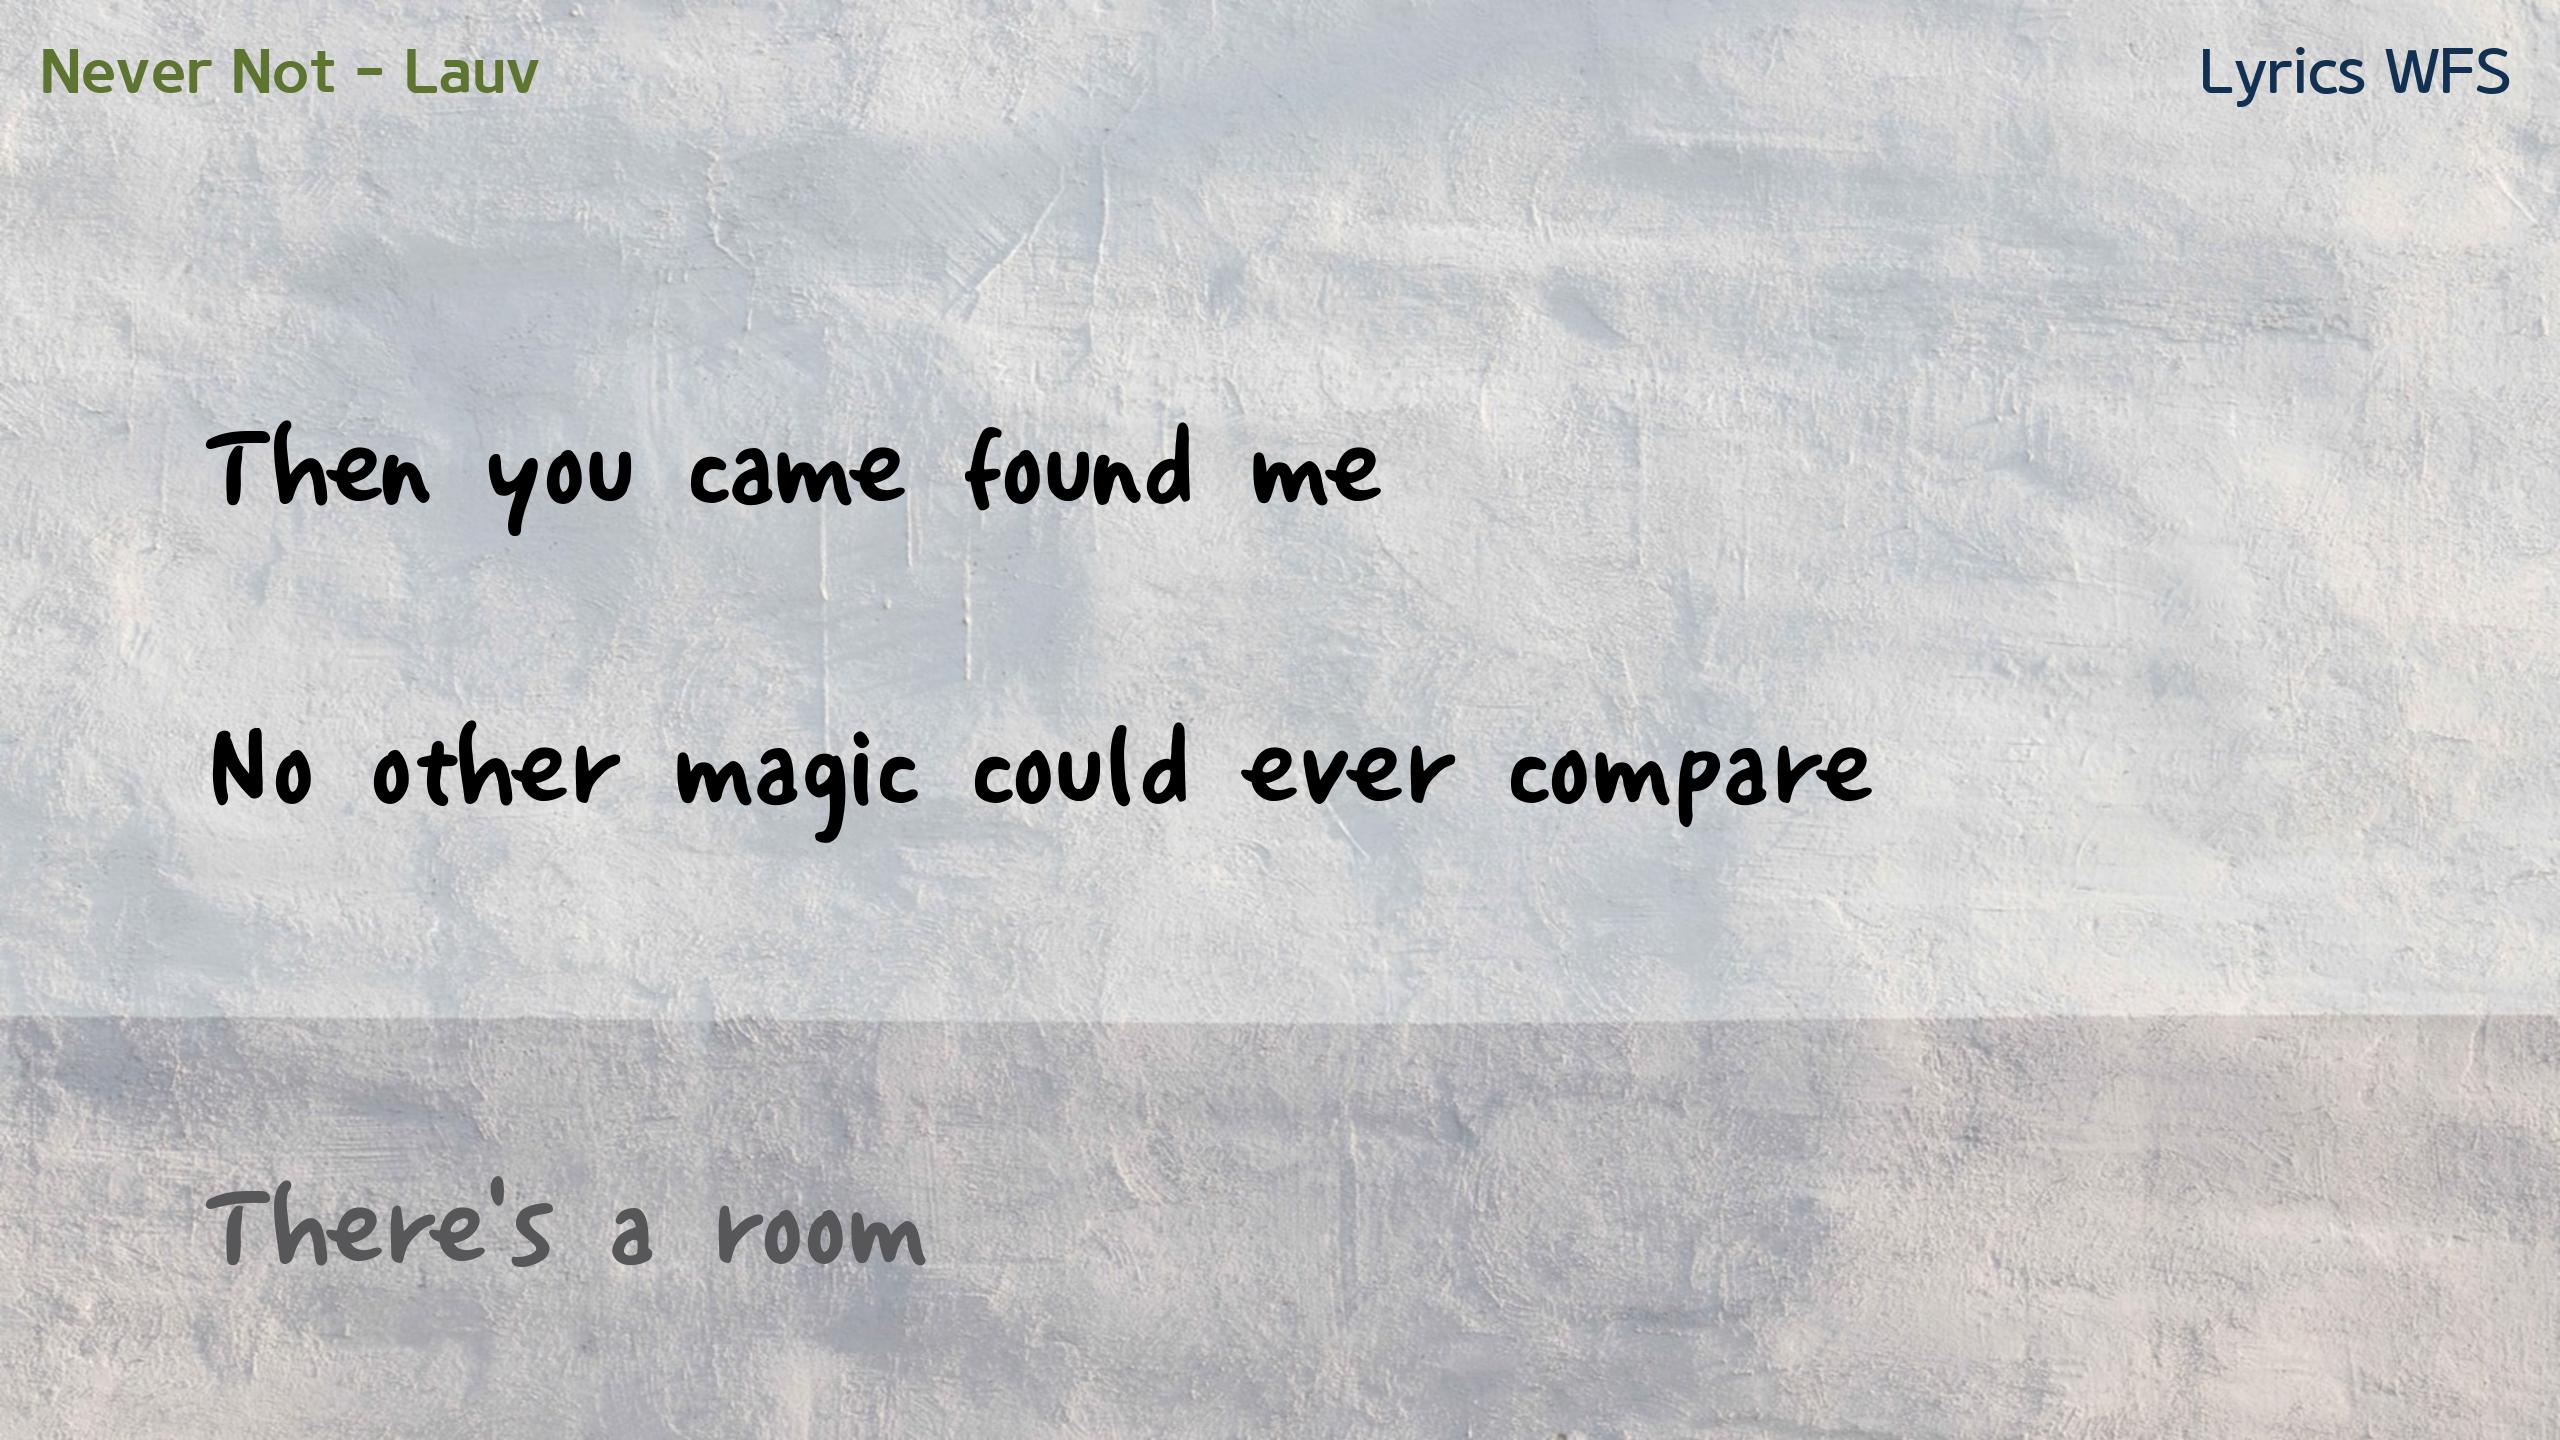 Never Not - Lauv
Lyrics WFS
Then you came found me
No other magic could ever compare
There's a room